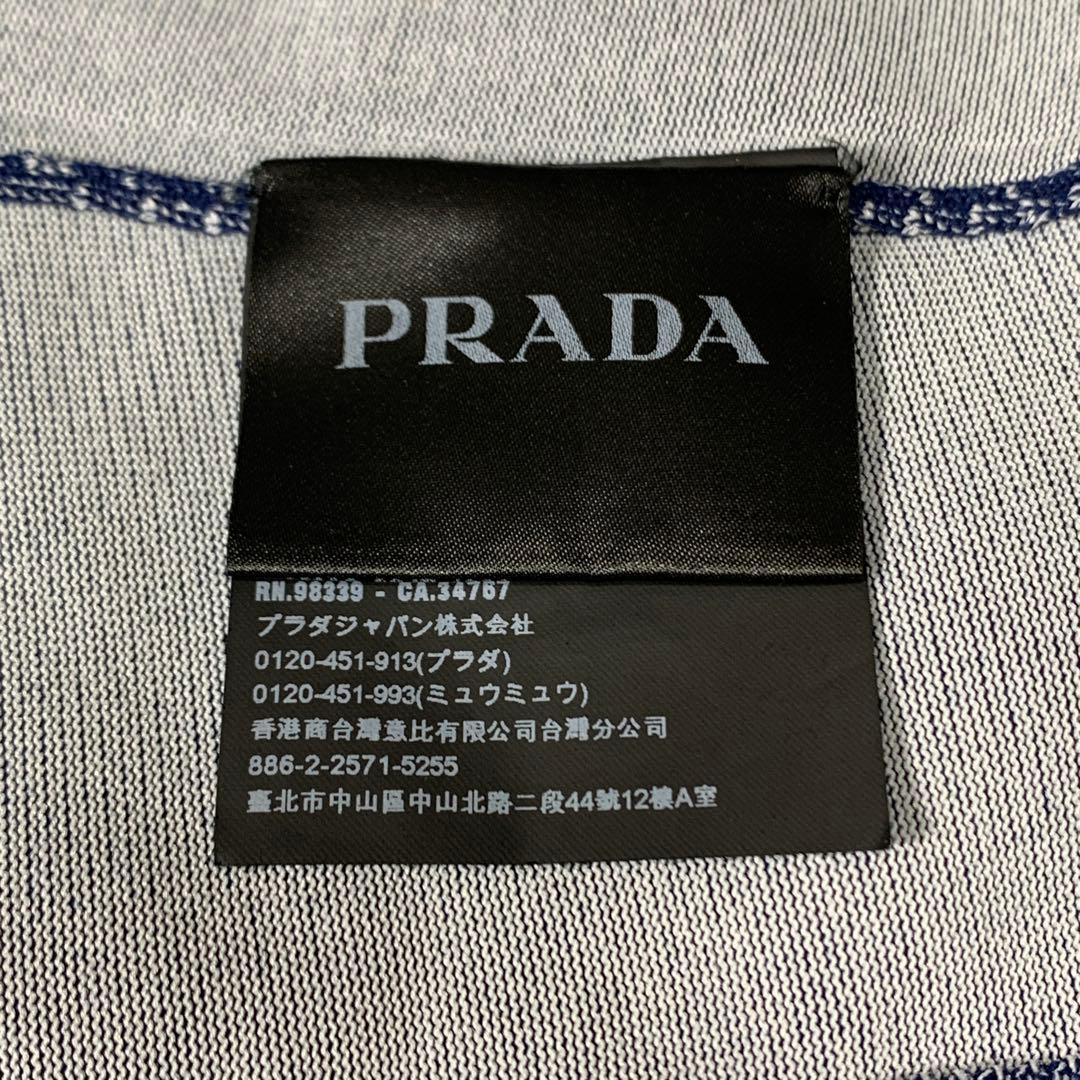 PRADA
RN.98339 - CA.34767
プラダジャパン株式会社
0120-451-913(プラダ)
0120-451-993(ミュウミュウ)
香港商台灣意比有限公司台灣分公司
886-2-2571-5255
臺北市中山區中山北路二段44號12樓A室